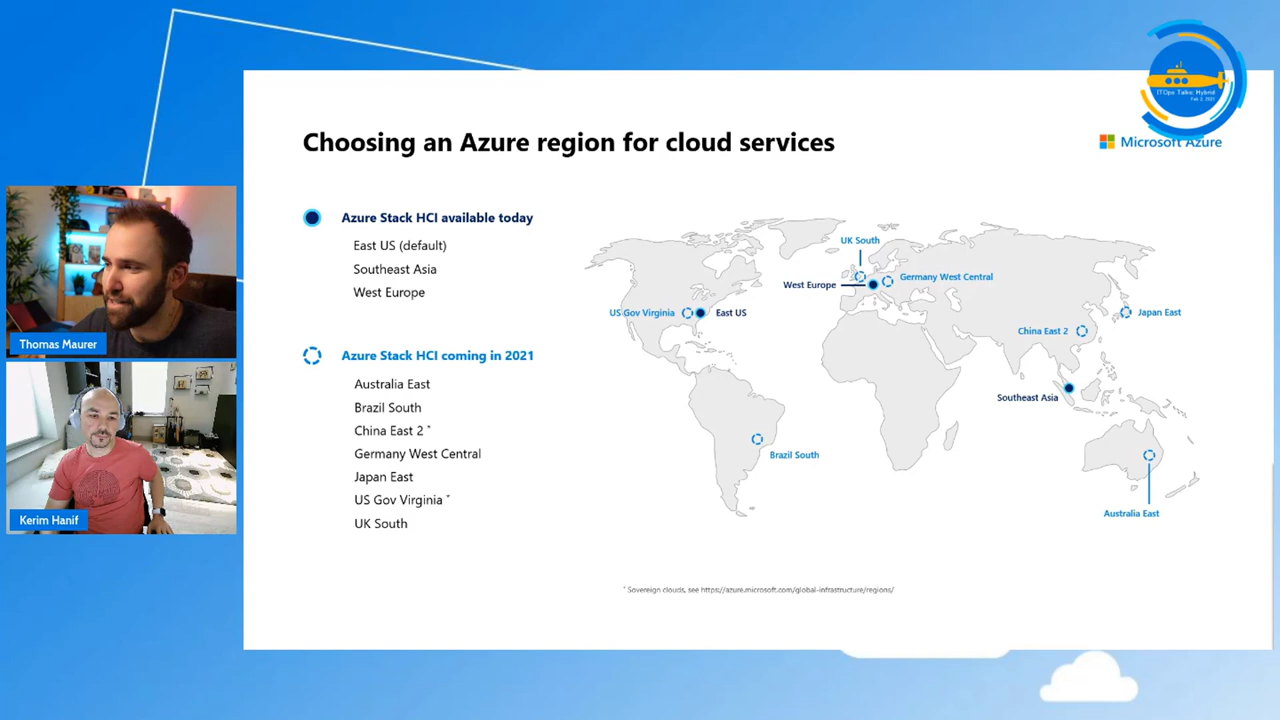 ITOps Talks: Hybrid
Feb 2, 2021
Microsoft Azure
Choosing an Azure region for cloud services
Azure Stack HCI available today
East US (default)
Southeast Asia
West Europe
Azure Stack HCI coming in 2021
Australia East
Brazil South
China East 2 *
Germany West Central
Japan East
US Gov Virginia *
UK South
UK South
West Europe
Germany West Central
US Gov Virginia
East US
Japan East
China East 2
Southeast Asia
Brazil South
Australia East
* Sovereign clouds, see https://azure.microsoft.com/global-infrastructure/regions/
Thomas Maurer
Kerim Hanif